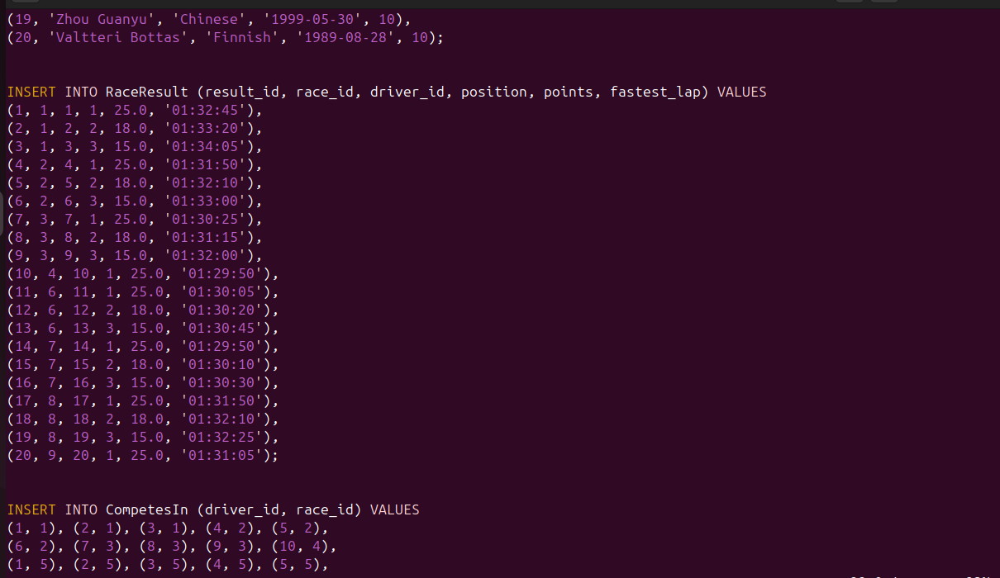 (19, 'Zhou Guanyu', 'Chinese', '1999-05-30', 10),
(20, 'Valtteri Bottas', 'Finnish', '1989-08-28', 10);
INSERT INTO RaceResult (result_id, race_id, driver_id, position, points, fastest_lap) VALUES
(1, 1, 1, 1, 25.0, '01:32:45'),
(2, 1, 2, 2, 18.0, '01:33:20'),
(3, 1, 3, 3, 15.0, '01:34:05'),
(4, 2, 4, 1, 25.0, '01:31:50'),
(5, 2, 5, 2, 18.0, '01:32:10'),
(6, 2, 6, 3, 15.0, '01:33:00'),
(7, 3, 7, 1, 25.0, '01:30:25'),
(8, 3, 8, 2, 18.0, '01:31:15'),
(9, 3, 9, 3, 15.0, '01:32:00'),
(10, 4, 10, 1, 25.0, '01:29:50'),
(11, 6, 11, 1, 25.0, '01:30:05'),
(12, 6, 12, 2, 18.0, '01:30:20'),
(13, 6, 13, 3, 15.0, '01:30:45'),
(14, 7, 14, 1, 25.0, '01:29:50'),
(15, 7, 15, 2, 18.0, '01:30:10'),
(16, 7, 16, 3, 15.0, '01:30:30'),
(17, 8, 17, 1, 25.0, '01:31:50'),
(18, 8, 18, 2, 18.0, '01:32:10'),
(19, 8, 19, 3, 15.0, '01:32:25'),
(20, 9, 20, 1, 25.0, '01:31:05');
INSERT INTO CompetesIn (driver_id, race_id) VALUES
(1, 1), (2, 1), (3, 1), (4, 2), (5, 2),
(6, 2), (7, 3), (8, 3), (9, 3), (10, 4),
(1, 5), (2, 5), (3, 5), (4, 5), (5, 5),